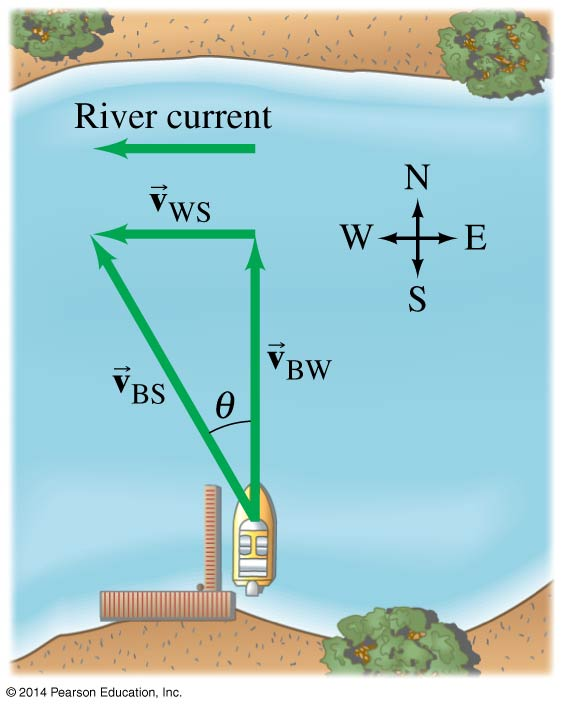 River current
v⃗WS
N
W E
S
v⃗BS
θ
v⃗BW
© 2014 Pearson Education, Inc.